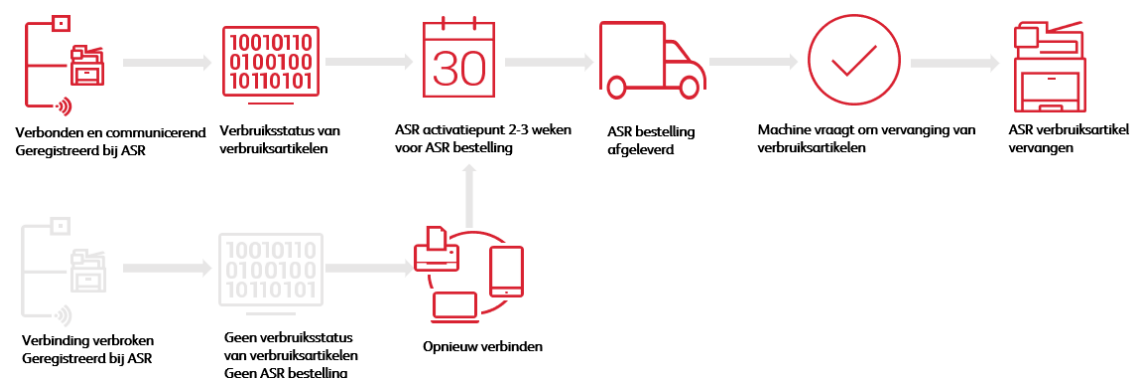 10010110
0100100
10110101
30
Verbonden en communicerend
Geregistreerd bij ASR
Verbruiksstatus van
verbruiksartikelen
ASR activatiepunt 2-3 weken
voor ASR bestelling
ASR bestelling
afgeleverd
Machine vraagt om vervanging van
verbruiksartikelen
ASR verbruiksartikel
vervangen
10010110
0100100
10110101
Verbinding verbroken
Geregistreerd bij ASR
Geen verbruiksstatus
van verbruiksartikelen
Geen ASR bestelling
Opnieuw verbinden